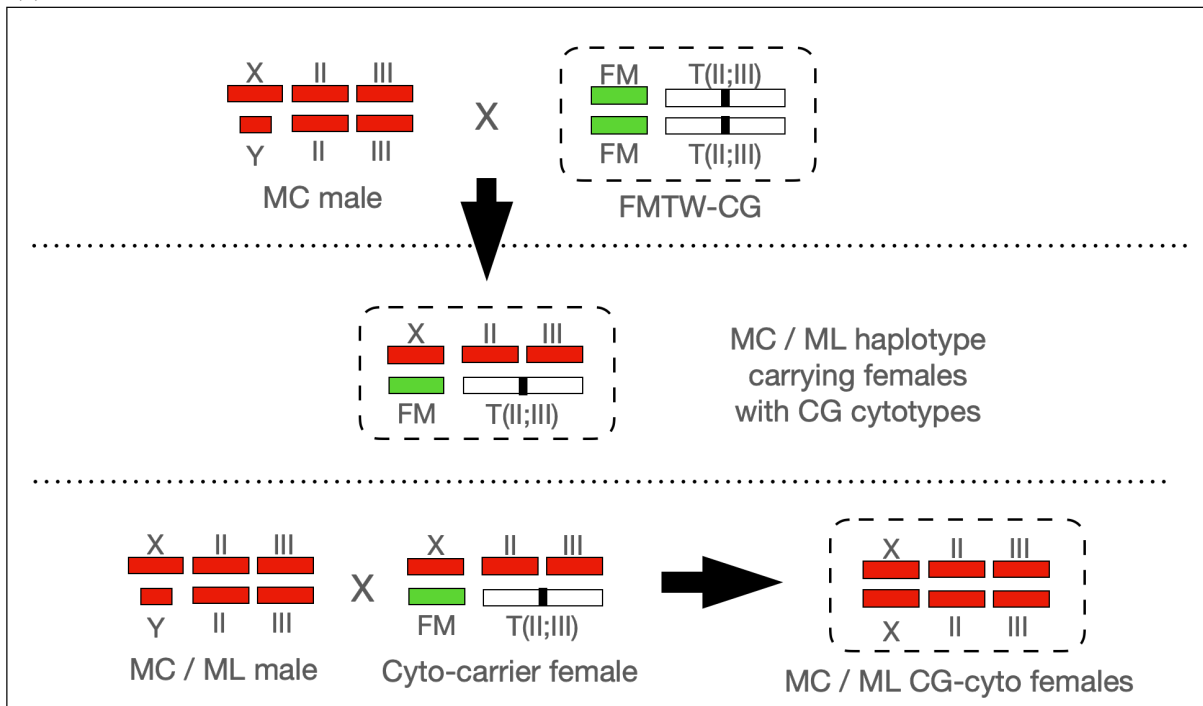 X II III
Y II III
MC male
X
FM T(II;III)
FM T(II;III)
FMTW-CG
X II III
FM T(II;III)
MC / ML haplotype
carrying females
with CG cytotypes
X II III
Y II III
MC / ML male
X
X II III
FM T(II;III)
Cyto-carrier female
X II III
X II III
MC / ML CG-cyto females